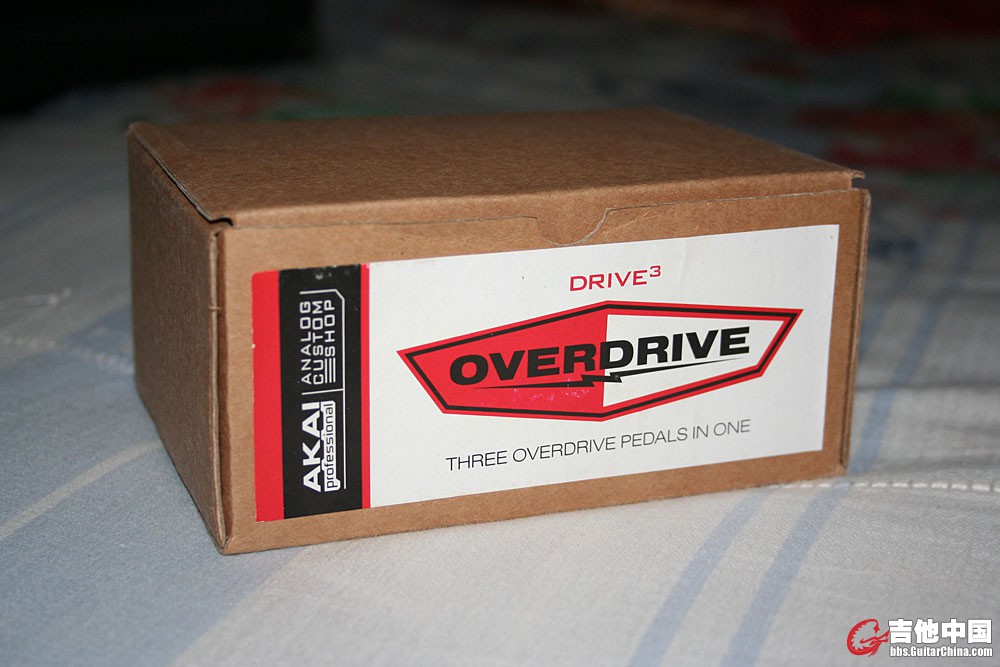 DRIVE³
OVERDRIVE
THREE OVERDRIVE PEDALS IN ONE
AKAI
professional
ANALOG
CUSTOM
SHOP
吉他中国
bbs.GuitarChina.com